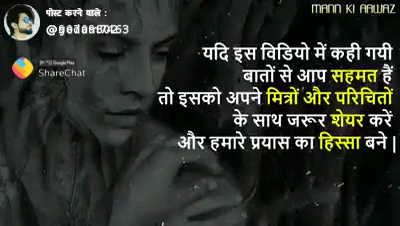 MANN KI AAWAZ
पोस्ट करने वाले :
ShareChat
यदि इस विडियो में कही गयी
बातों से आप सहमत हैं
तो इसको अपने मित्रों और परिचितों
के साथ जरूर शेयर करें
और हमारे प्रयास का हिस्सा बने |